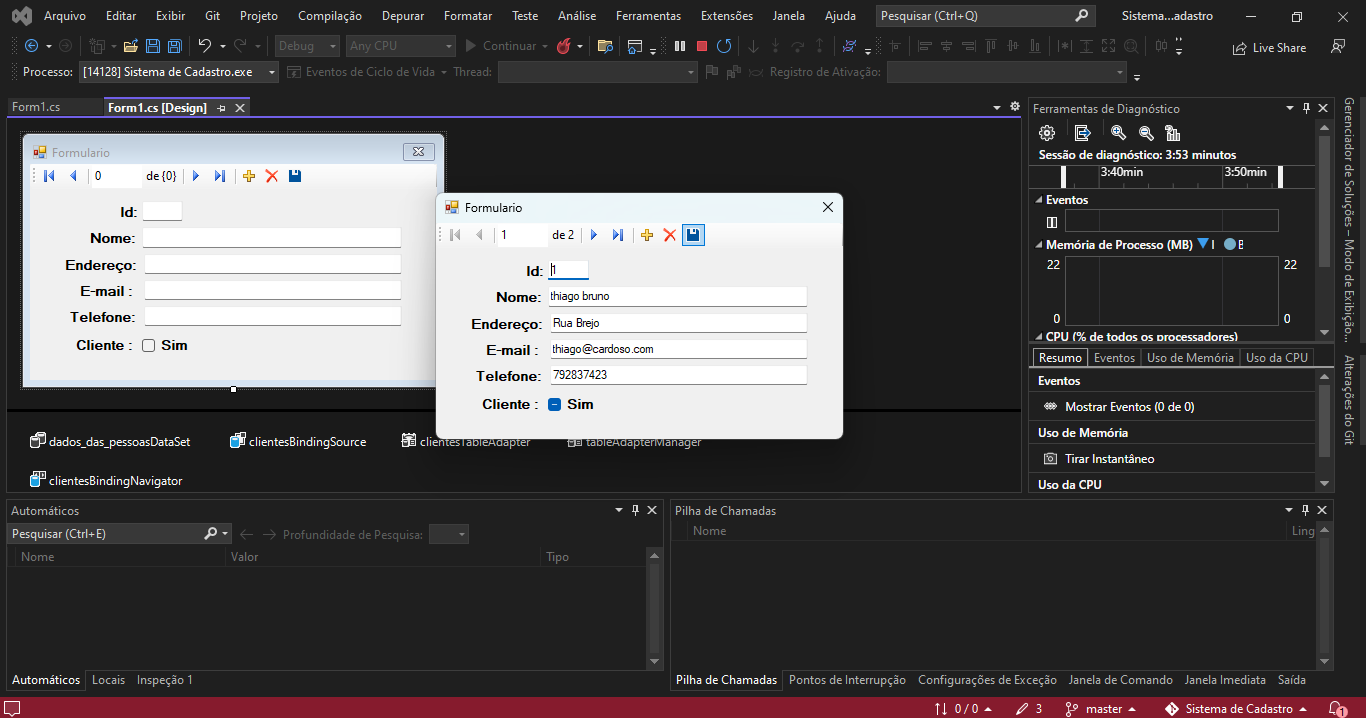 Arquivo Editar Exibir Git Projeto Compilação Depurar Formatar Teste Análise Ferramentas Extensões Janela Ajuda Pesquisar (Ctrl+Q) Sistema...adastro
Debug Any CPU Continuar Live Share
Processo: [14128] Sistema de Cadastro.exe Eventos de Ciclo de Vida Thread: Registro de Ativação:
Form1.cs Form1.cs [Design]
Formulario
0 de {0}
Id:
Nome:
Endereço:
E-mail :
Telefone:
Cliente : Sim
Formulario
1 de 2
Id: 1
Nome: thiago bruno
Endereço: Rua Brejo
E-mail : thiago@cardoso.com
Telefone: 792837423
Cliente : Sim
dados_das_pessoasDataSet clientesBindingSource clientesTableAdapter tableAdapterManager
clientesBindingNavigator
Ferramentas de Diagnóstico
Sessão de diagnóstico: 3:53 minutos
3:40min 3:50min
Eventos
Memória de Processo (MB)
22 22
0 0
CPU (% de todos os processadores)
Resumo Eventos Uso de Memória Uso da CPU
Eventos
Mostrar Eventos (0 de 0)
Uso de Memória
Tirar Instantâneo
Uso da CPU
Gerenciador de Soluções – Modo de Exibição...
Alterações do Git
Automáticos
Pesquisar (Ctrl+E) Profundidade de Pesquisa:
Nome Valor Tipo
Automáticos Locais Inspeção 1
Pilha de Chamadas
Nome Ling
Pilha de Chamadas Pontos de Interrupção Configurações de Exceção Janela de Comando Janela Imediata Saída
0 / 0 3 master Sistema de Cadastro 1